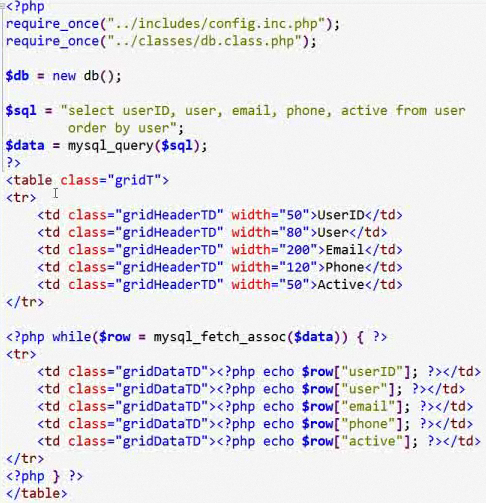 <?php
require_once("../includes/config.inc.php");
require_once("../classes/db.class.php");
$db = new db();
$sql = "select userID, user, email, phone, active from user
order by user";
$data = mysql_query($sql);
?>
<table class="gridT">
<tr>
<td class="gridHeaderTD" width="50">UserID</td>
<td class="gridHeaderTD" width="80">User</td>
<td class="gridHeaderTD" width="200">Email</td>
<td class="gridHeaderTD" width="120">Phone</td>
<td class="gridHeaderTD" width="50">Active</td>
</tr>
<?php while($row = mysql_fetch_assoc($data)) { ?>
<tr>
<td class="gridDataTD"><?php echo $row["userID"]; ?></td>
<td class="gridDataTD"><?php echo $row["user"]; ?></td>
<td class="gridDataTD"><?php echo $row["email"]; ?></td>
<td class="gridDataTD"><?php echo $row["phone"]; ?></td>
<td class="gridDataTD"><?php echo $row["active"]; ?></td>
</tr>
<?php } ?>
</table>